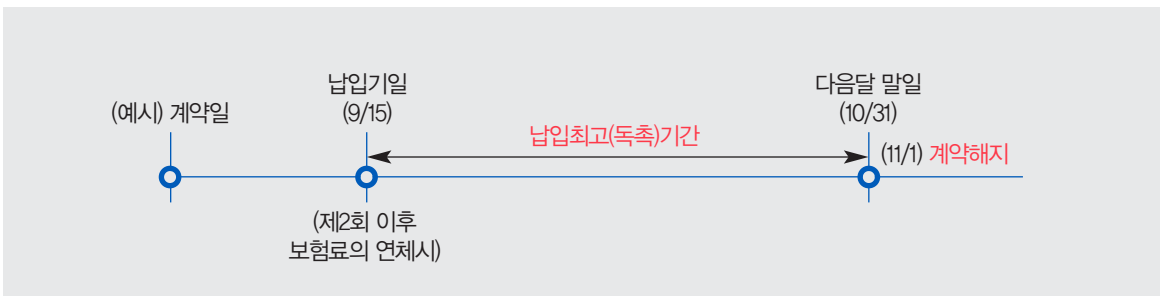 (예시) 계약일
납입기일
(9/15)
납입최고(독촉)기간
다음달 말일
(10/31)
(11/1) 계약해지
(제2회 이후
보험료의 연체시)